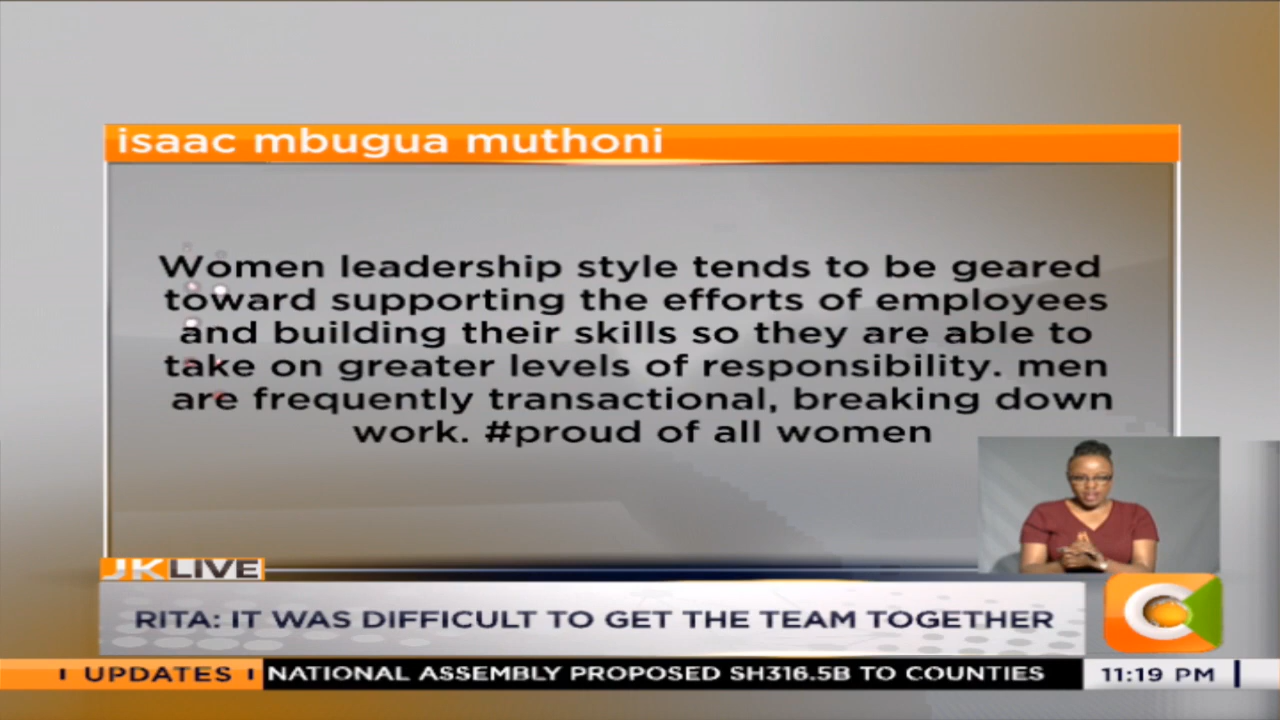 isaac mbugua muthoni
Women leadership style tends to be geared
toward supporting the efforts of employees
and building their skills so they are able to
take on greater levels of responsibility. men
are frequently transactional, breaking down
work. #proud of all women
JKLIVE
RITA: IT WAS DIFFICULT TO GET THE TEAM TOGETHER
UPDATES
NATIONAL ASSEMBLY PROPOSED SH316.5B TO COUNTIES
11:19 PM